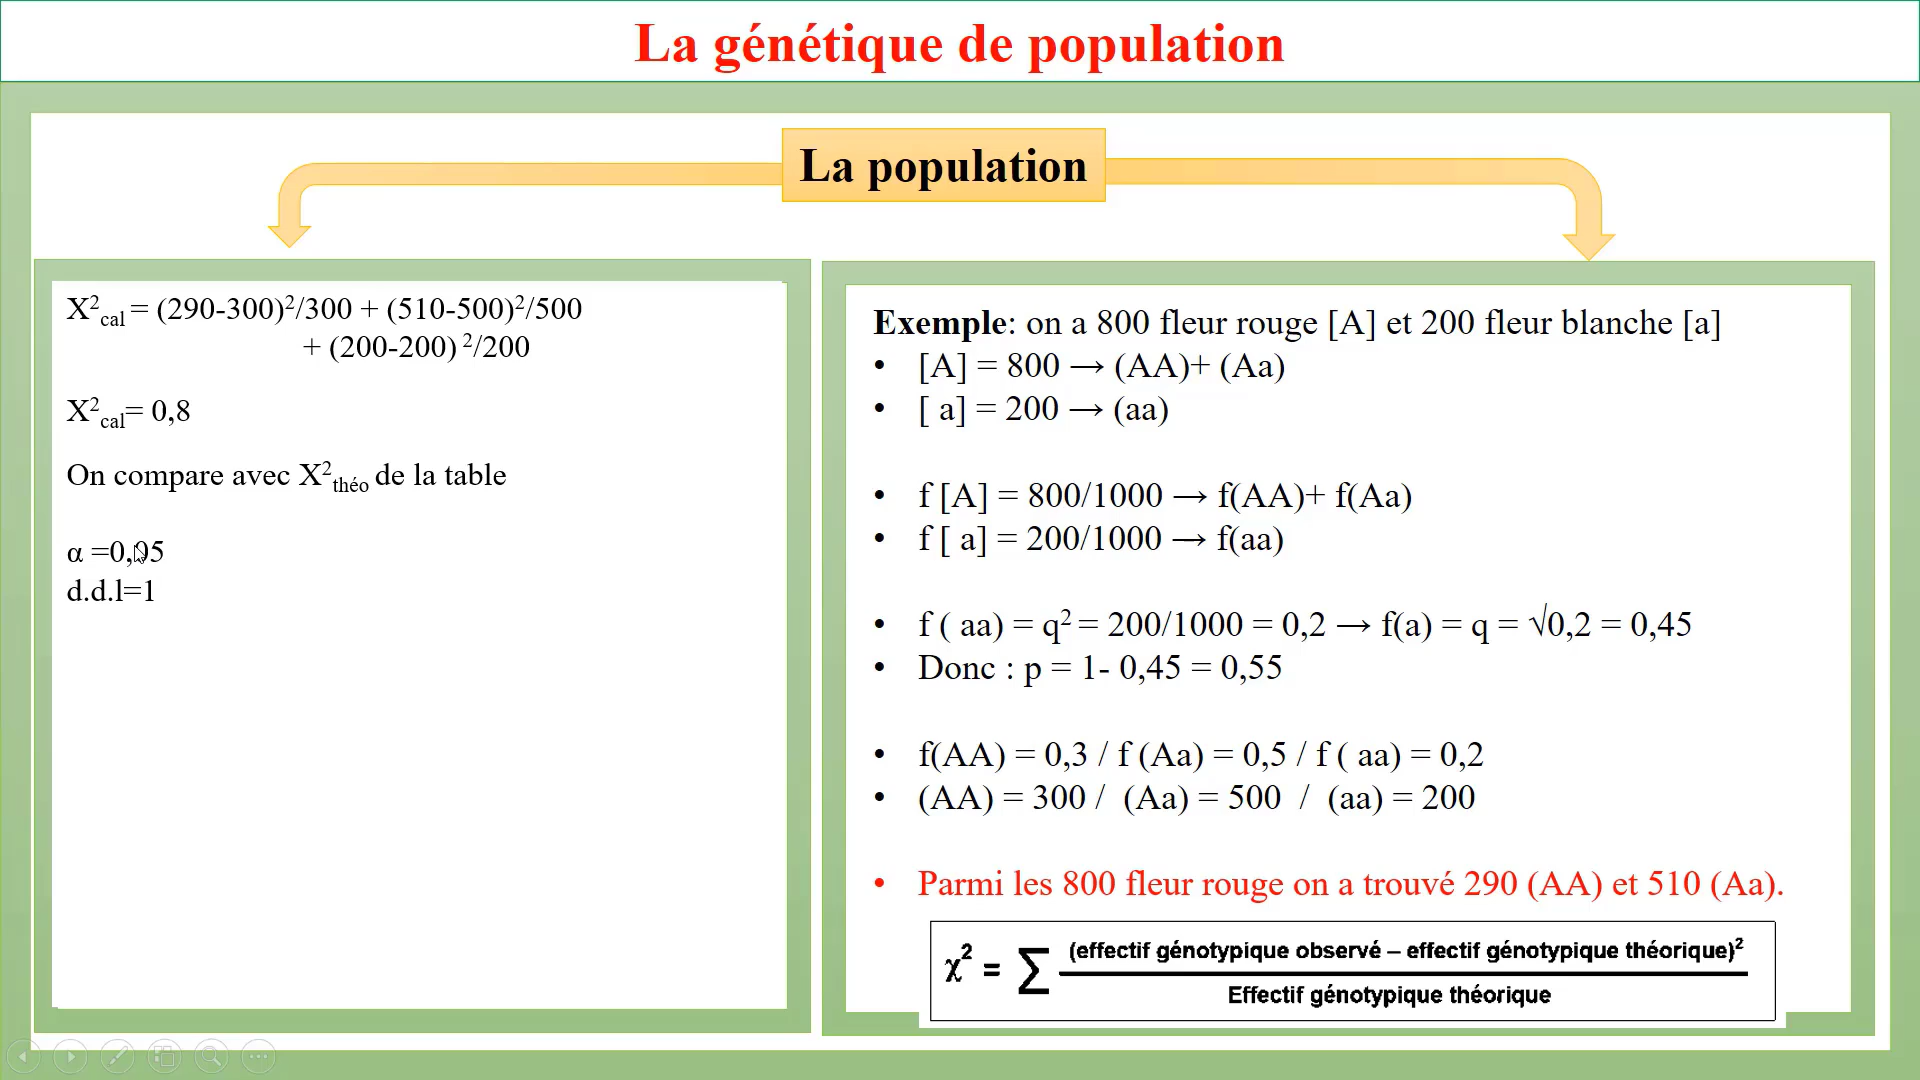 La génétique de population
La population
X²cal = (290-300)²/300 + (510-500)²/500
+ (200-200) ²/200
X²cal= 0,8
On compare avec X²théo de la table
α =0,05
d.d.l=1
Exemple: on a 800 fleur rouge [A] et 200 fleur blanche [a]
• [A] = 800 → (AA)+ (Aa)
• [ a] = 200 → (aa)
• f [A] = 800/1000 → f(AA)+ f(Aa)
• f [ a] = 200/1000 → f(aa)
• f ( aa) = q² = 200/1000 = 0,2 → f(a) = q = √0,2 = 0,45
• Donc : p = 1- 0,45 = 0,55
• f(AA) = 0,3 / f (Aa) = 0,5 / f ( aa) = 0,2
• (AA) = 300 / (Aa) = 500 / (aa) = 200
• Parmi les 800 fleur rouge on a trouvé 290 (AA) et 510 (Aa).
χ² = Σ (effectif génotypique observé – effectif génotypique théorique)²
Effectif génotypique théorique